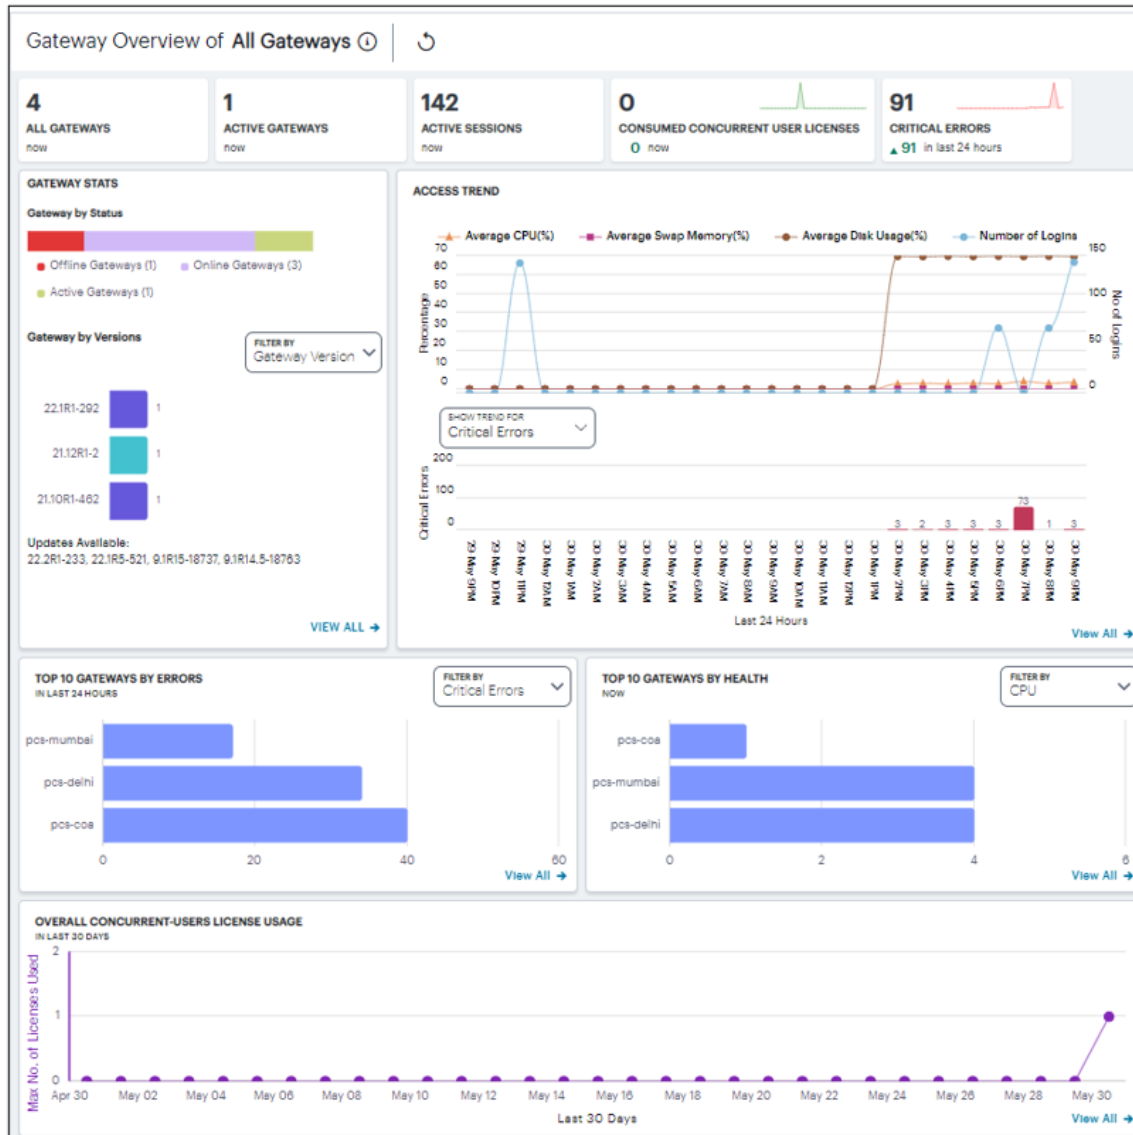 Gateway Overview of All Gateways
4
ALL GATEWAYS
now
1
ACTIVE GATEWAYS
now
142
ACTIVE SESSIONS
now
0
CONSUMED CONCURRENT USER LICENSES
0 now
91
CRITICAL ERRORS
91 in last 24 hours
GATEWAY STATS
Gateway by Status
Offline Gateways (1)
Online Gateways (3)
Active Gateways (1)
Gateway by Versions
FILTER BY
Gateway Version
22.1R1-292
1
21.12R1-2
1
21.10R1-462
1
Updates Available:
22.2R1-233, 22.1R5-521, 9.1R15-18737, 9.1R14.5-18763
VIEW ALL
ACCESS TREND
Average CPU(%)
Average Swap Memory(%)
Average Disk Usage(%)
Number of Logins
70
60
50
40
30
20
10
0
Percentage
150
100
50
0
No of Logins
SHOW TREND FOR
Critical Errors
200
100
0
Critical Errors
3
2
3
3
3
73
1
3
29 May 9PM
29 May 10PM
29 May 11PM
30 May 12AM
30 May 1AM
30 May 2AM
30 May 3AM
30 May 4AM
30 May 5AM
30 May 6AM
30 May 7AM
30 May 8AM
30 May 9AM
30 May 10AM
30 May 11AM
30 May 12PM
30 May 1PM
30 May 2PM
30 May 3PM
30 May 4PM
30 May 5PM
30 May 6PM
30 May 7PM
30 May 8PM
30 May 9PM
Last 24 Hours
View All
TOP 10 GATEWAYS BY ERRORS
IN LAST 24 HOURS
FILTER BY
Critical Errors
pcs-mumbai
pcs-delhi
pcs-coa
0
20
40
60
View All
TOP 10 GATEWAYS BY HEALTH
NOW
FILTER BY
CPU
pcs-coa
pcs-mumbai
pcs-delhi
0
2
4
6
View All
OVERALL CONCURRENT-USERS LICENSE USAGE
IN LAST 30 DAYS
Max No. of Licenses Used
2
1
0
Apr 30
May 02
May 04
May 06
May 08
May 10
May 12
May 14
May 16
May 18
May 20
May 22
May 24
May 26
May 28
May 30
Last 30 Days
View All